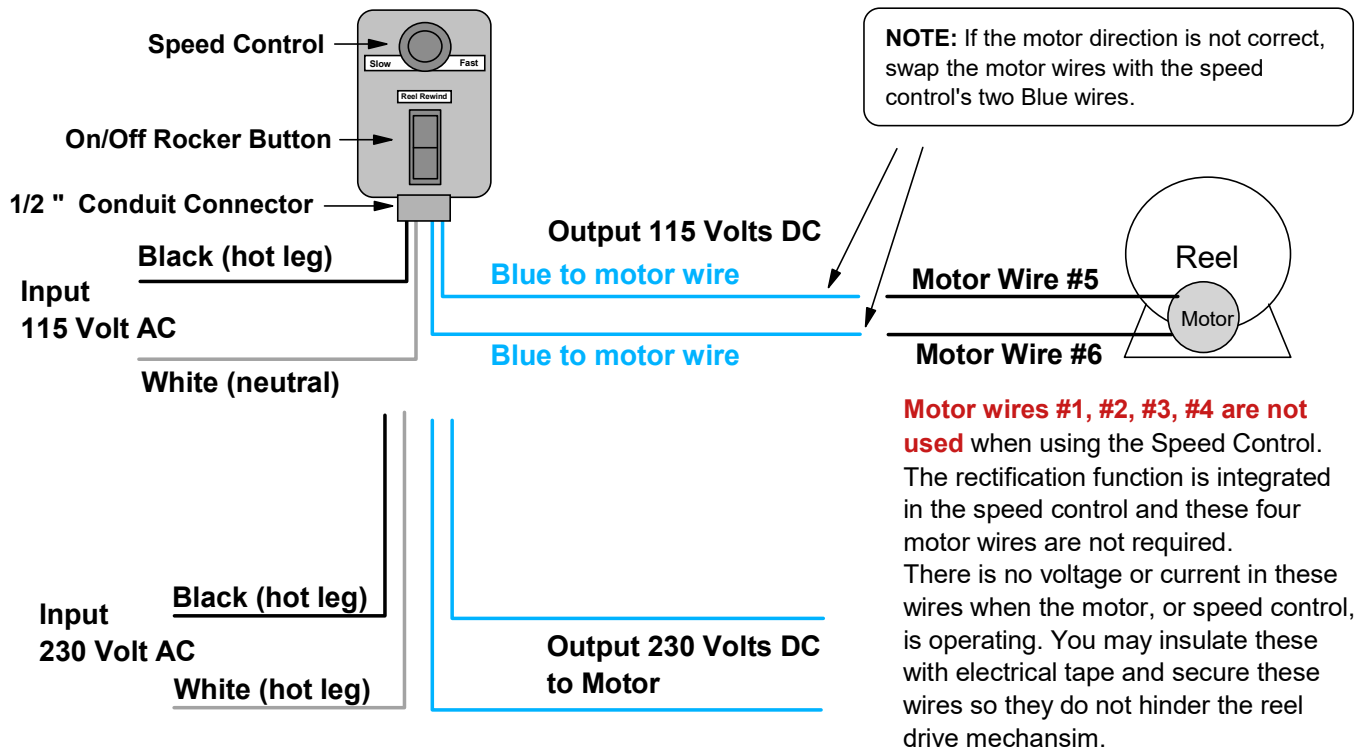 Speed Control
Slow
Fast
Reel Rewind
On/Off Rocker Button
1/2 " Conduit Connector
NOTE: If the motor direction is not correct,
swap the motor wires with the speed
control's two Blue wires.
Black (hot leg)
Input
115 Volt AC
White (neutral)
Output 115 Volts DC
Blue to motor wire
Blue to motor wire
Motor Wire #5
Motor Wire #6
Reel
Motor
Motor wires #1, #2, #3, #4 are not
used when using the Speed Control.
The rectification function is integrated
in the speed control and these four
motor wires are not required.
There is no voltage or current in these
wires when the motor, or speed control,
is operating. You may insulate these
with electrical tape and secure these
wires so they do not hinder the reel
drive mechansim.
Black (hot leg)
Input
230 Volt AC
White (hot leg)
Output 230 Volts DC
to Motor